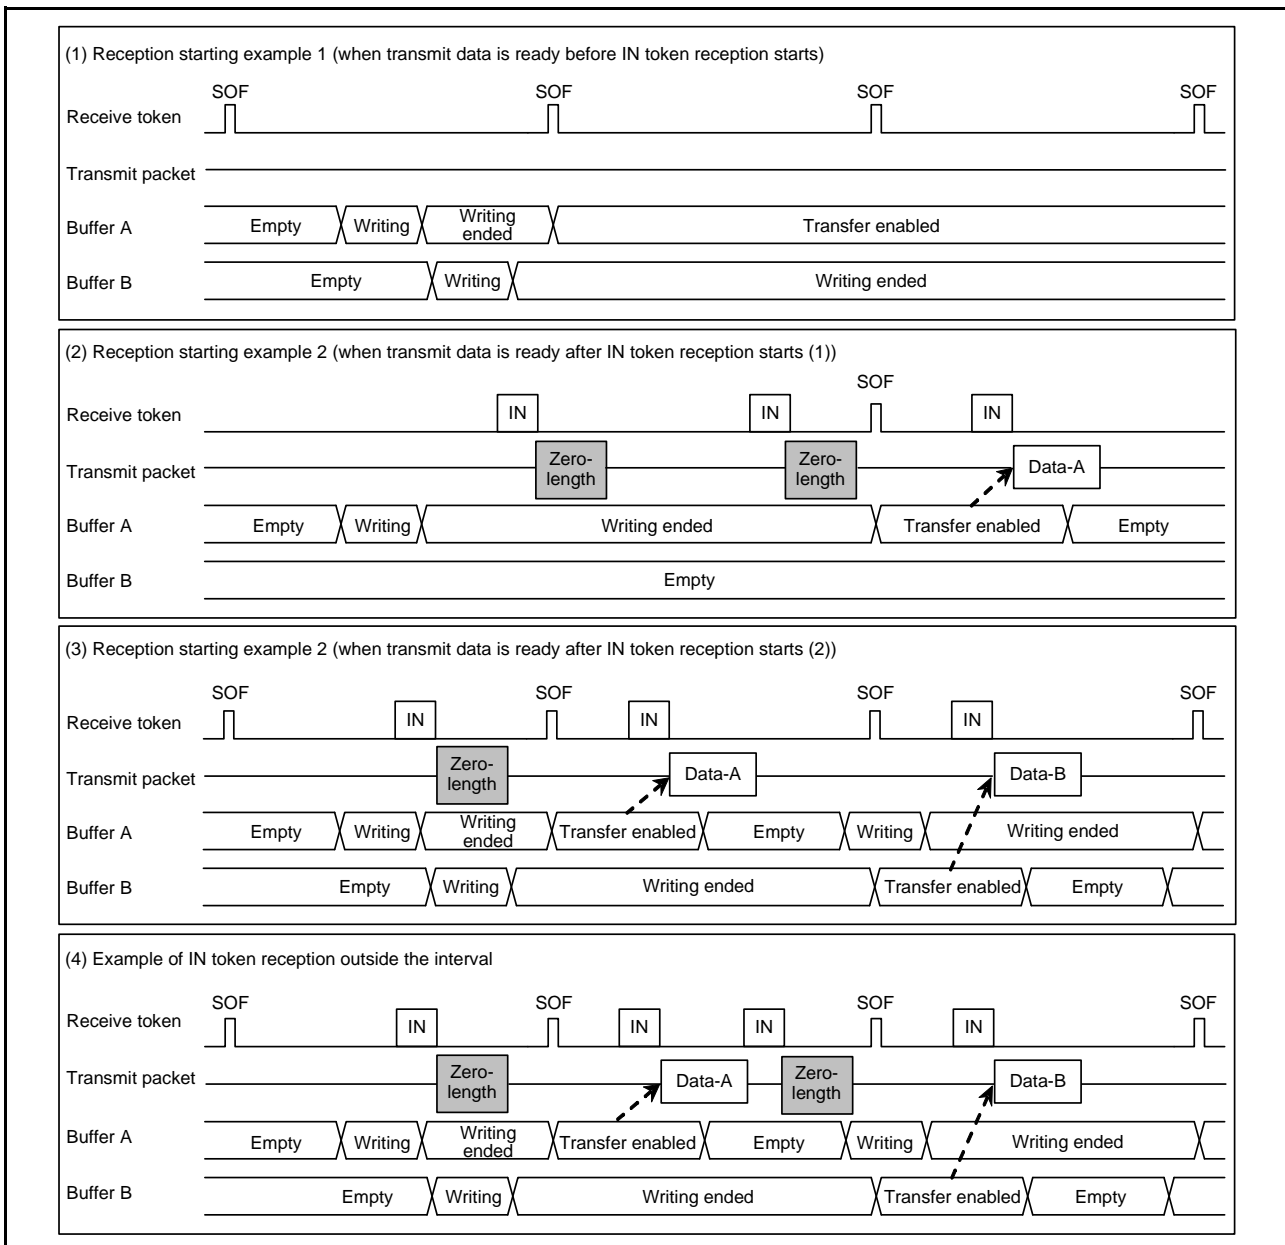 (1) Reception starting example 1 (when transmit data is ready before IN token reception starts)
SOF SOF SOF SOF
Receive token
Transmit packet
Buffer A Empty Writing Writing ended Transfer enabled
Buffer B Empty Writing Writing ended
(2) Reception starting example 2 (when transmit data is ready after IN token reception starts (1))
SOF
Receive token IN IN IN
Transmit packet Zero-length Zero-length Data-A
Buffer A Empty Writing Writing ended Transfer enabled Empty
Buffer B Empty
(3) Reception starting example 2 (when transmit data is ready after IN token reception starts (2))
SOF SOF SOF SOF
Receive token IN IN IN
Transmit packet Zero-length Data-A Data-B
Buffer A Empty Writing Writing ended Transfer enabled Empty Writing Writing ended
Buffer B Empty Writing Writing ended Transfer enabled Empty
(4) Example of IN token reception outside the interval
SOF SOF SOF SOF
Receive token IN IN IN IN
Transmit packet Zero-length Data-A Zero-length Data-B
Buffer A Empty Writing Writing ended Transfer enabled Empty Writing Writing ended
Buffer B Empty Writing Writing ended Transfer enabled Empty